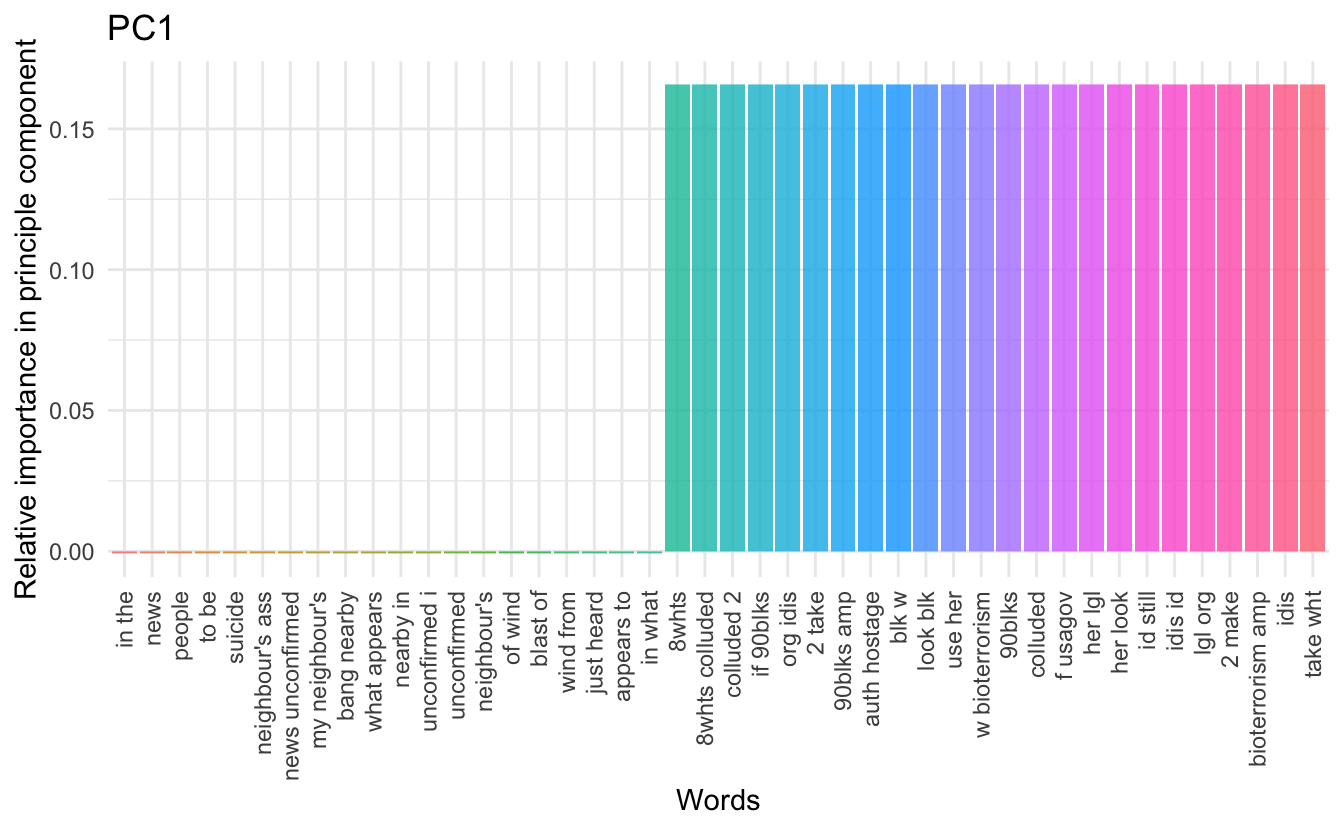 PC1
Relative importance in principle component
0.15
0.10
0.05
0.00
in the
news
people
to be
suicide
neighbour's ass
news unconfirmed
my neighbour's
bang nearby
what appears
nearby in
unconfirmed i
unconfirmed
neighbour's
of wind
blast of
wind from
just heard
appears to
in what
8whts
8whts colluded
colluded 2
if 90blks
org idis
2 take
90blks amp
auth hostage
blk w
look blk
use her
w bioterrorism
90blks
colluded
f usagov
her lgl
her look
id still
idis id
lgl org
2 make
bioterrorism amp
idis
take wht
Words